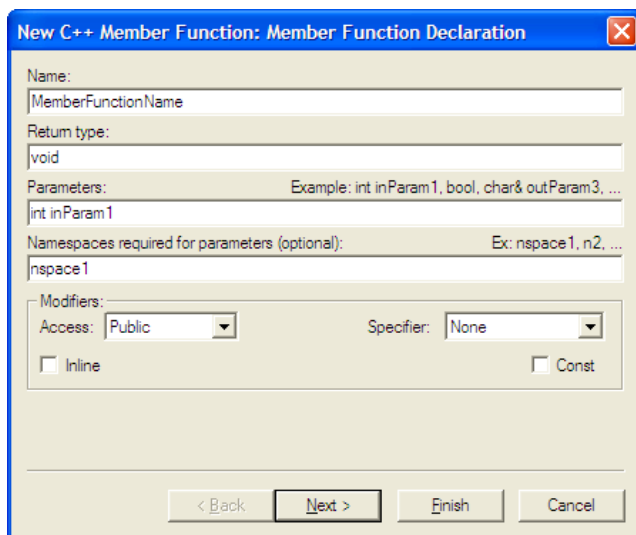 New C++ Member Function: Member Function Declaration
Name:
MemberFunctionName
Return type:
void
Parameters: Example: int inParam1, bool, char& outParam3, ...
int inParam1
Namespaces required for parameters (optional): Ex: nspace1, n2, ...
nspace1
Modifiers:
Access: Public Specifier: None
Inline Const
< Back Next > Finish Cancel